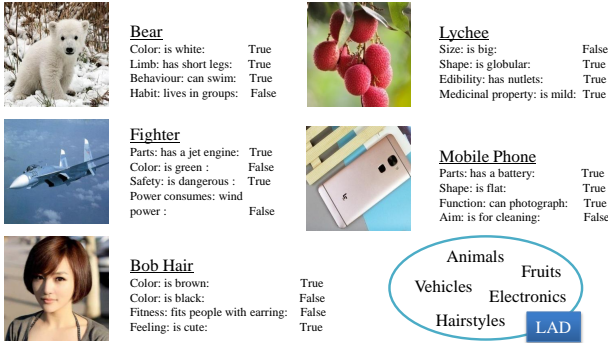 Bear
Color: is white: True
Limb: has short legs: True
Behaviour: can swim: True
Habit: lives in groups: False
Lychee
Size: is big: False
Shape: is globular: True
Edibility: has nutlets: True
Medicinal property: is mild: True
Fighter
Parts: has a jet engine: True
Color: is green : False
Safety: is dangerous : True
Power consumes: wind
power : False
Mobile Phone
Parts: has a battery: True
Shape: is flat: True
Function: can photograph: True
Aim: is for cleaning: False
Bob Hair
Color: is brown: True
Color: is black: False
Fitness: fits people with earring: False
Feeling: is cute: True
Animals
Fruits
Vehicles
Electronics
Hairstyles
LAD